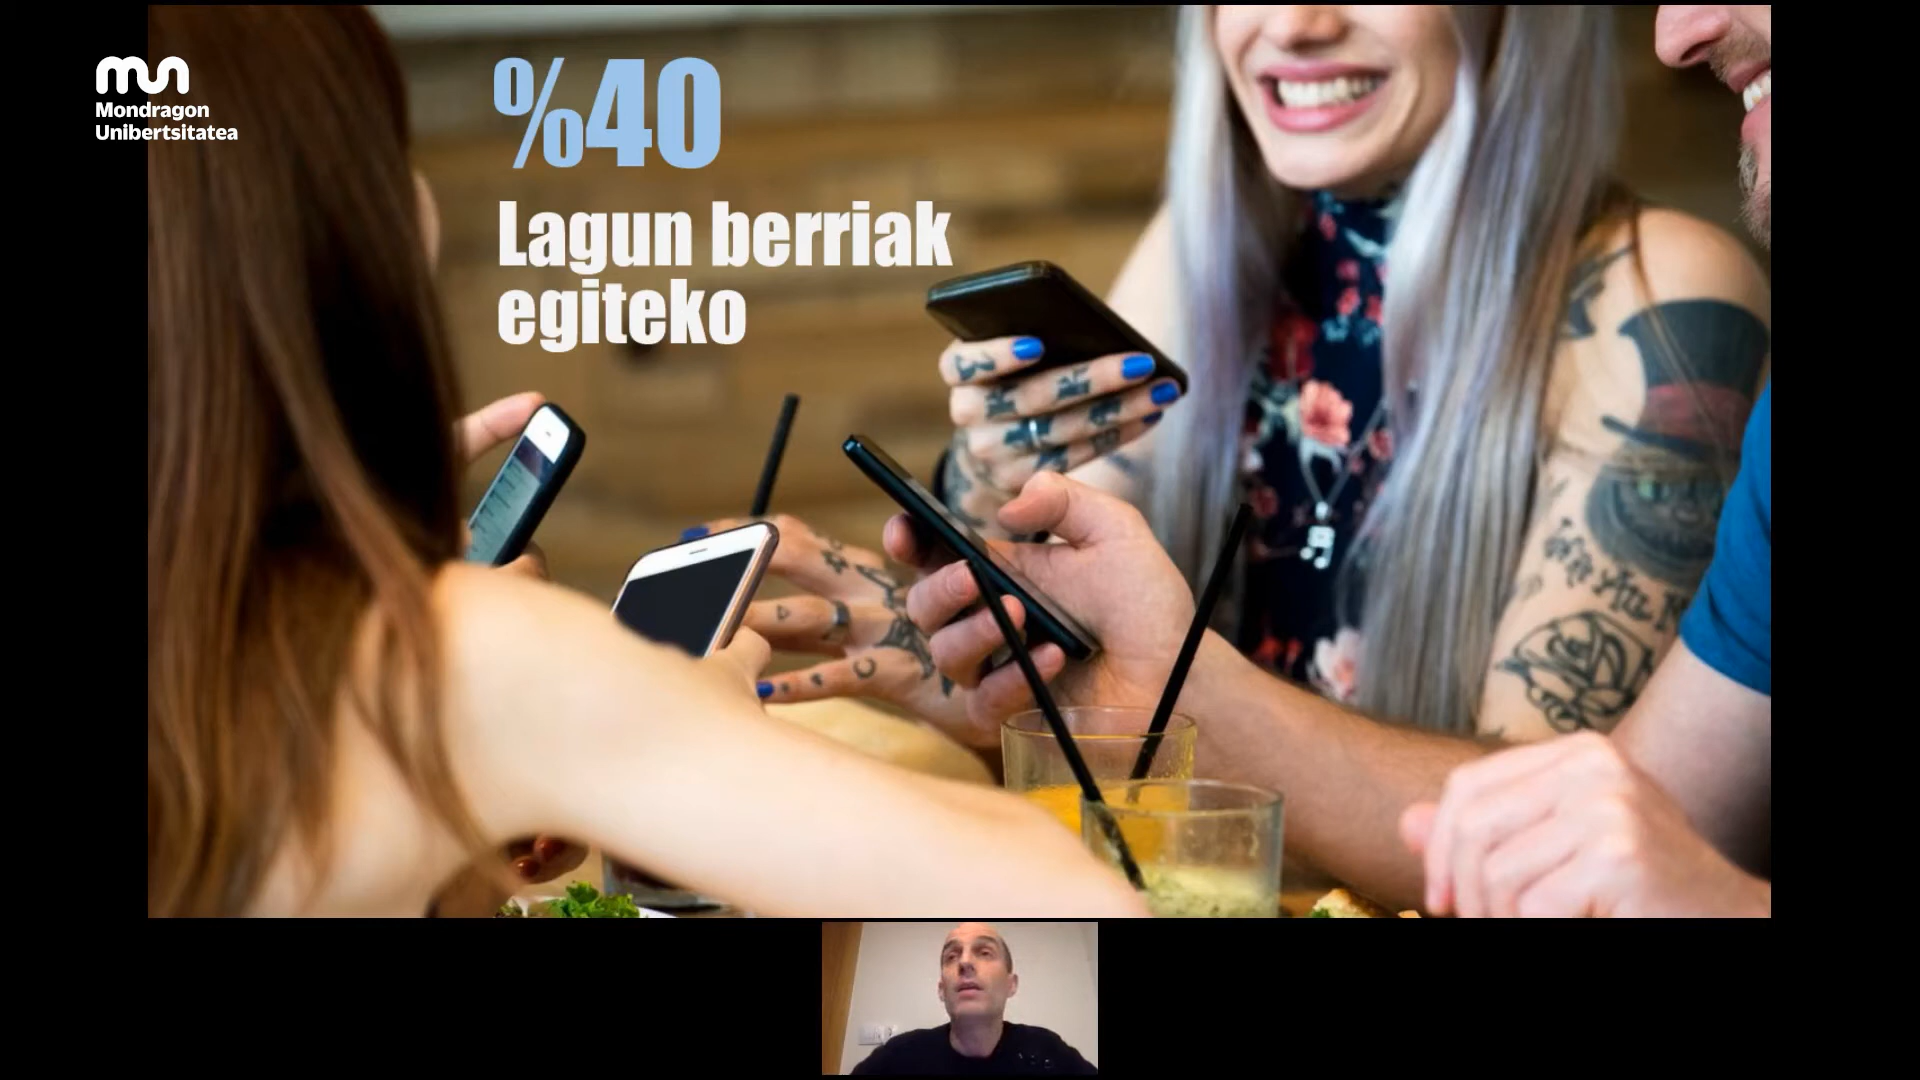 Mondragon
Unibertsitatea
%40
Lagun berriak
egiteko